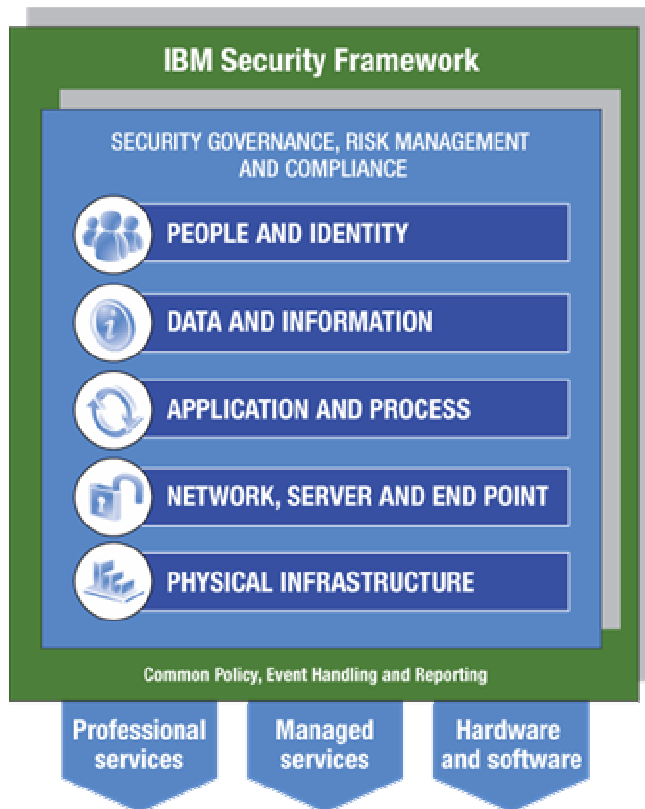 IBM Security Framework
SECURITY GOVERNANCE, RISK MANAGEMENT
AND COMPLIANCE
PEOPLE AND IDENTITY
DATA AND INFORMATION
APPLICATION AND PROCESS
NETWORK, SERVER AND END POINT
PHYSICAL INFRASTRUCTURE
Common Policy, Event Handling and Reporting
Professional
services
Managed
services
Hardware
and software